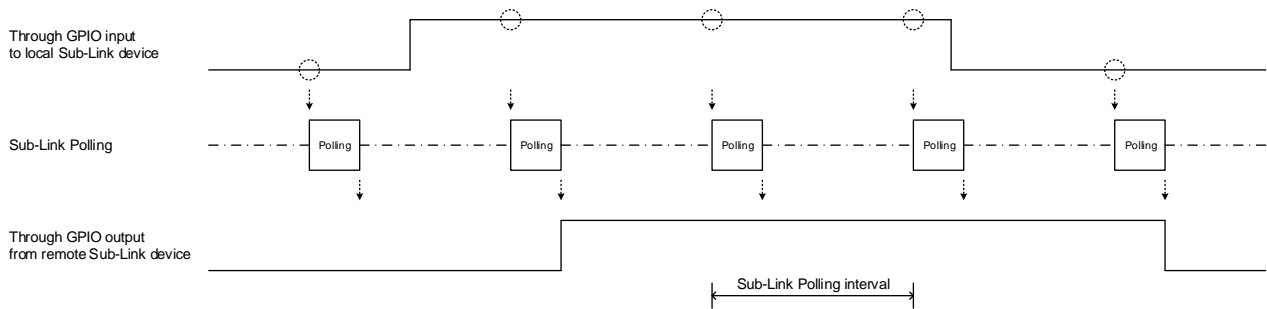 Through GPIO input
to local Sub-Link device
Sub-Link Polling
Polling
Polling
Polling
Polling
Polling
Through GPIO output
from remote Sub-Link device
Sub-Link Polling interval